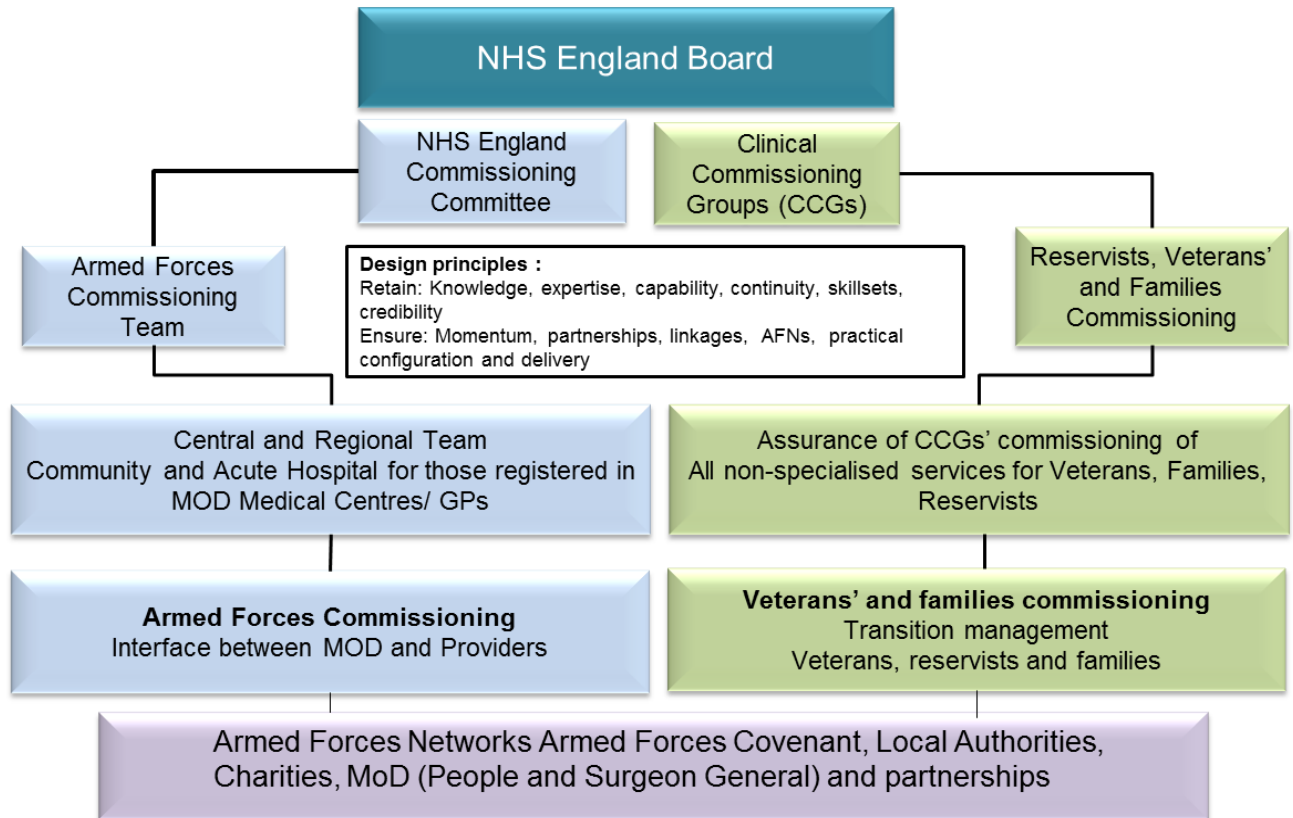 NHS England Board
NHS England
Commissioning
Committee
Clinical
Commissioning
Groups (CCGs)
Armed Forces
Commissioning
Team
Design principles :
Retain: Knowledge, expertise, capability, continuity, skillsets,
credibility
Ensure: Momentum, partnerships, linkages, AFNs, practical
configuration and delivery
Reservists, Veterans’
and Families
Commissioning
Central and Regional Team
Community and Acute Hospital for those registered in
MOD Medical Centres/ GPs
Assurance of CCGs’ commissioning of
All non-specialised services for Veterans, Families,
Reservists
Armed Forces Commissioning
Interface between MOD and Providers
Veterans’ and families commissioning
Transition management
Veterans, reservists and families
Armed Forces Networks Armed Forces Covenant, Local Authorities,
Charities, MoD (People and Surgeon General) and partnerships